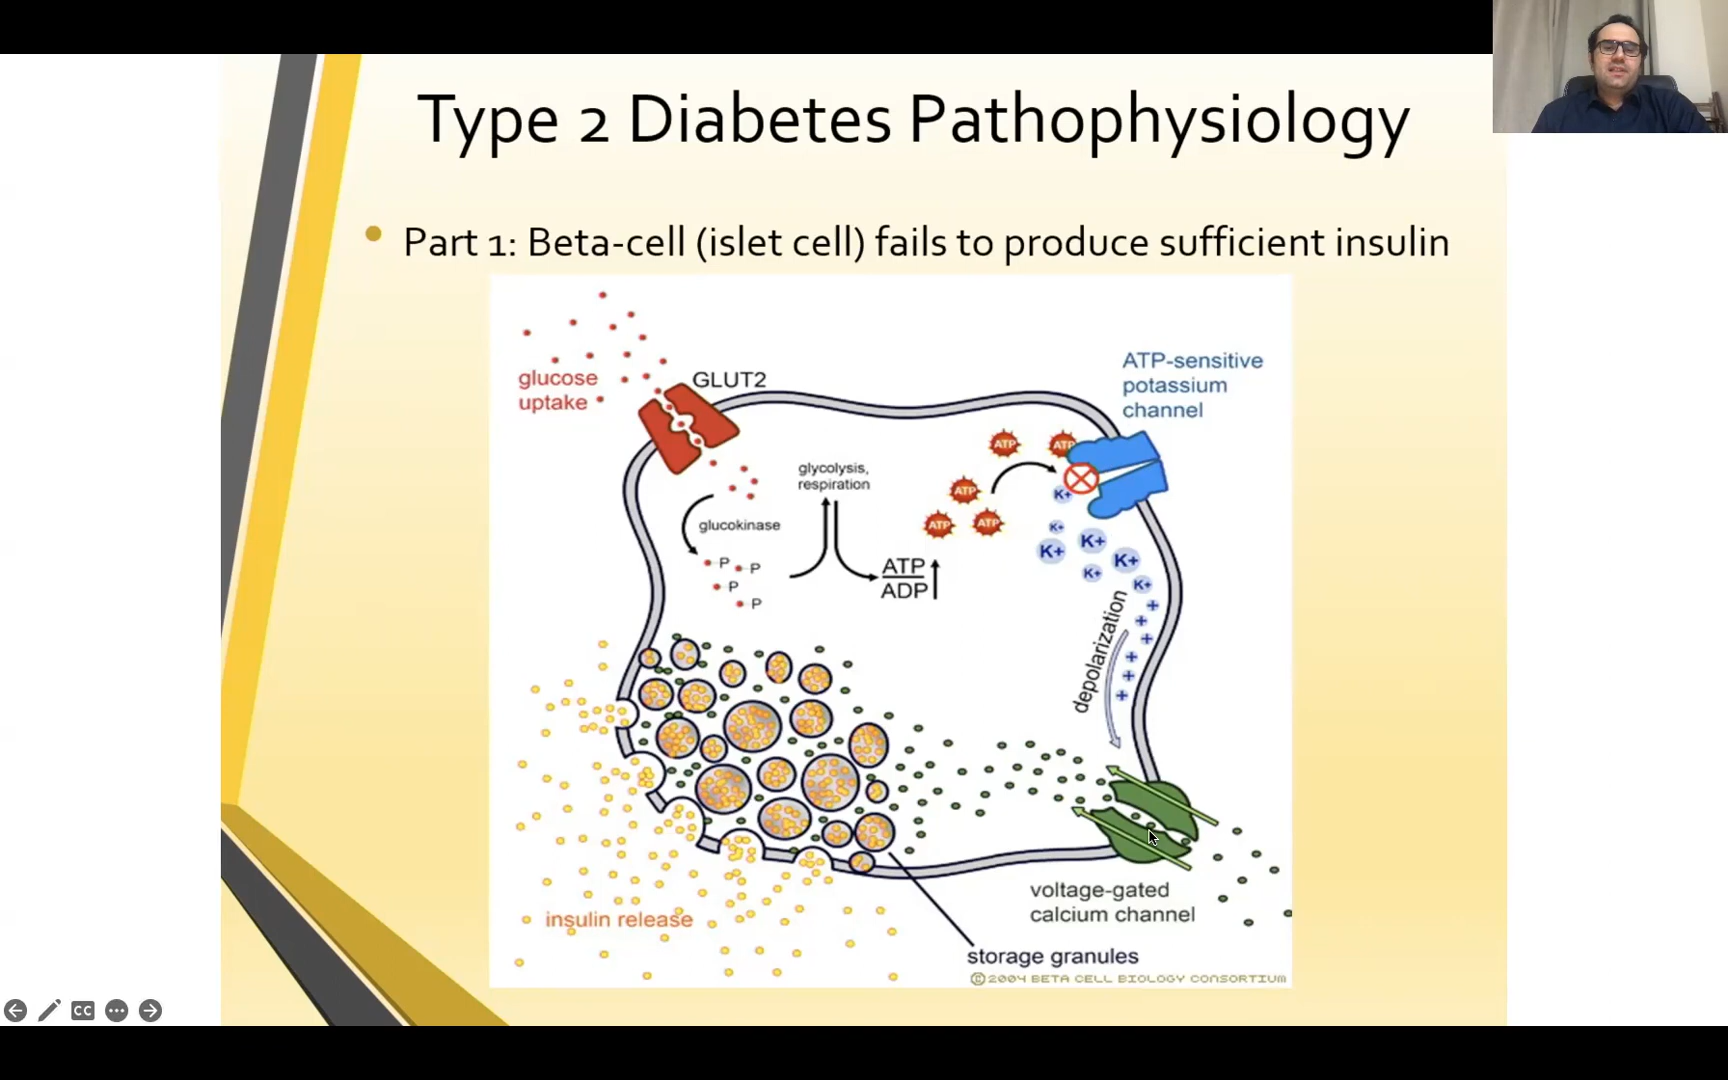 Type 2 Diabetes Pathophysiology
Part 1: Beta-cell (islet cell) fails to produce sufficient insulin
glucose
uptake
GLUT2
ATP-sensitive
potassium
channel
glycolysis,
respiration
ATP
ATP
ATP
ATP
ATP
K+
glucokinase
K+
K+
K+
K+
K+
K+
P
P
P
P
ATP
ADP
+
+
+
+
+
+
depolarization
voltage-gated
calcium channel
insulin release
storage granules
©2004 BETA CELL BIOLOGY CONSORTIUM
CC